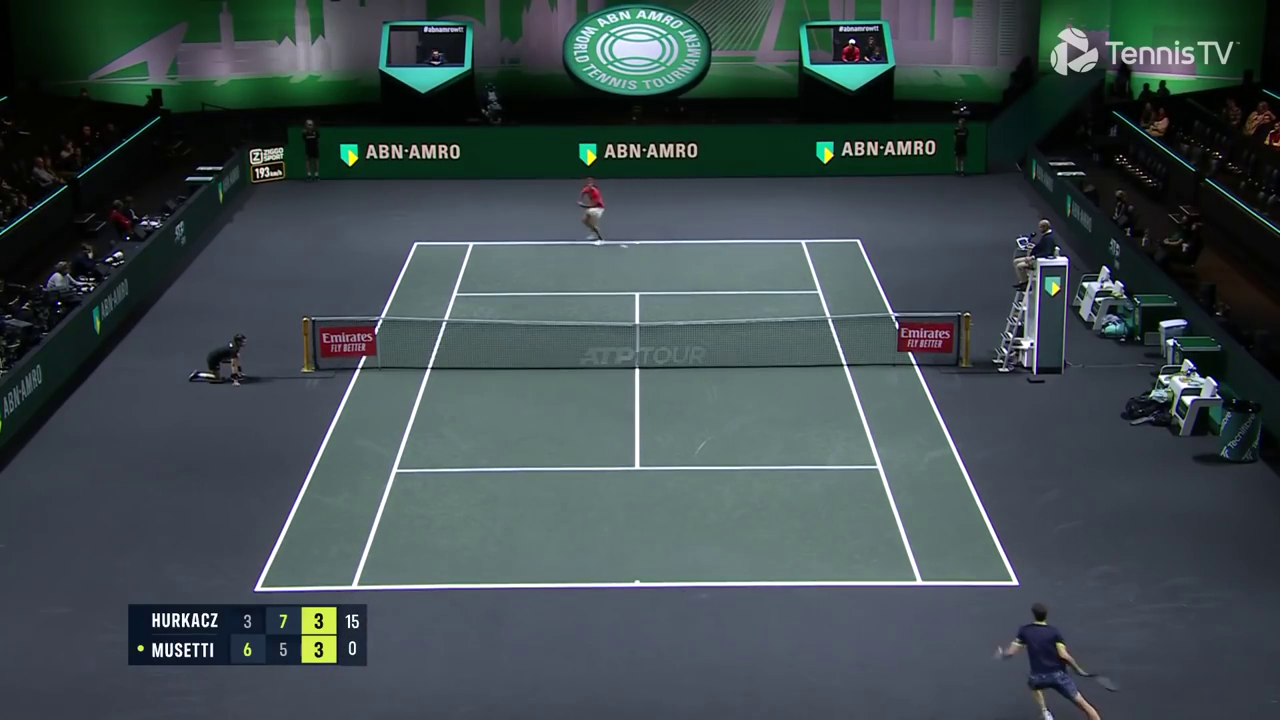 #abnamrowtt
#abnamrowtt
ABN AMRO
WORLD TENNIS TOURNAMENT
TennisTV
ZIGGO SPORT
193 km/h
ABN·AMRO
ABN·AMRO
ABN·AMRO
ABN·AMRO
ABN·AMRO
Emirates
FLY BETTER
ATP TOUR
Emirates
FLY BETTER
HURKACZ 3 7 3 15
MUSETTI 6 5 3 0